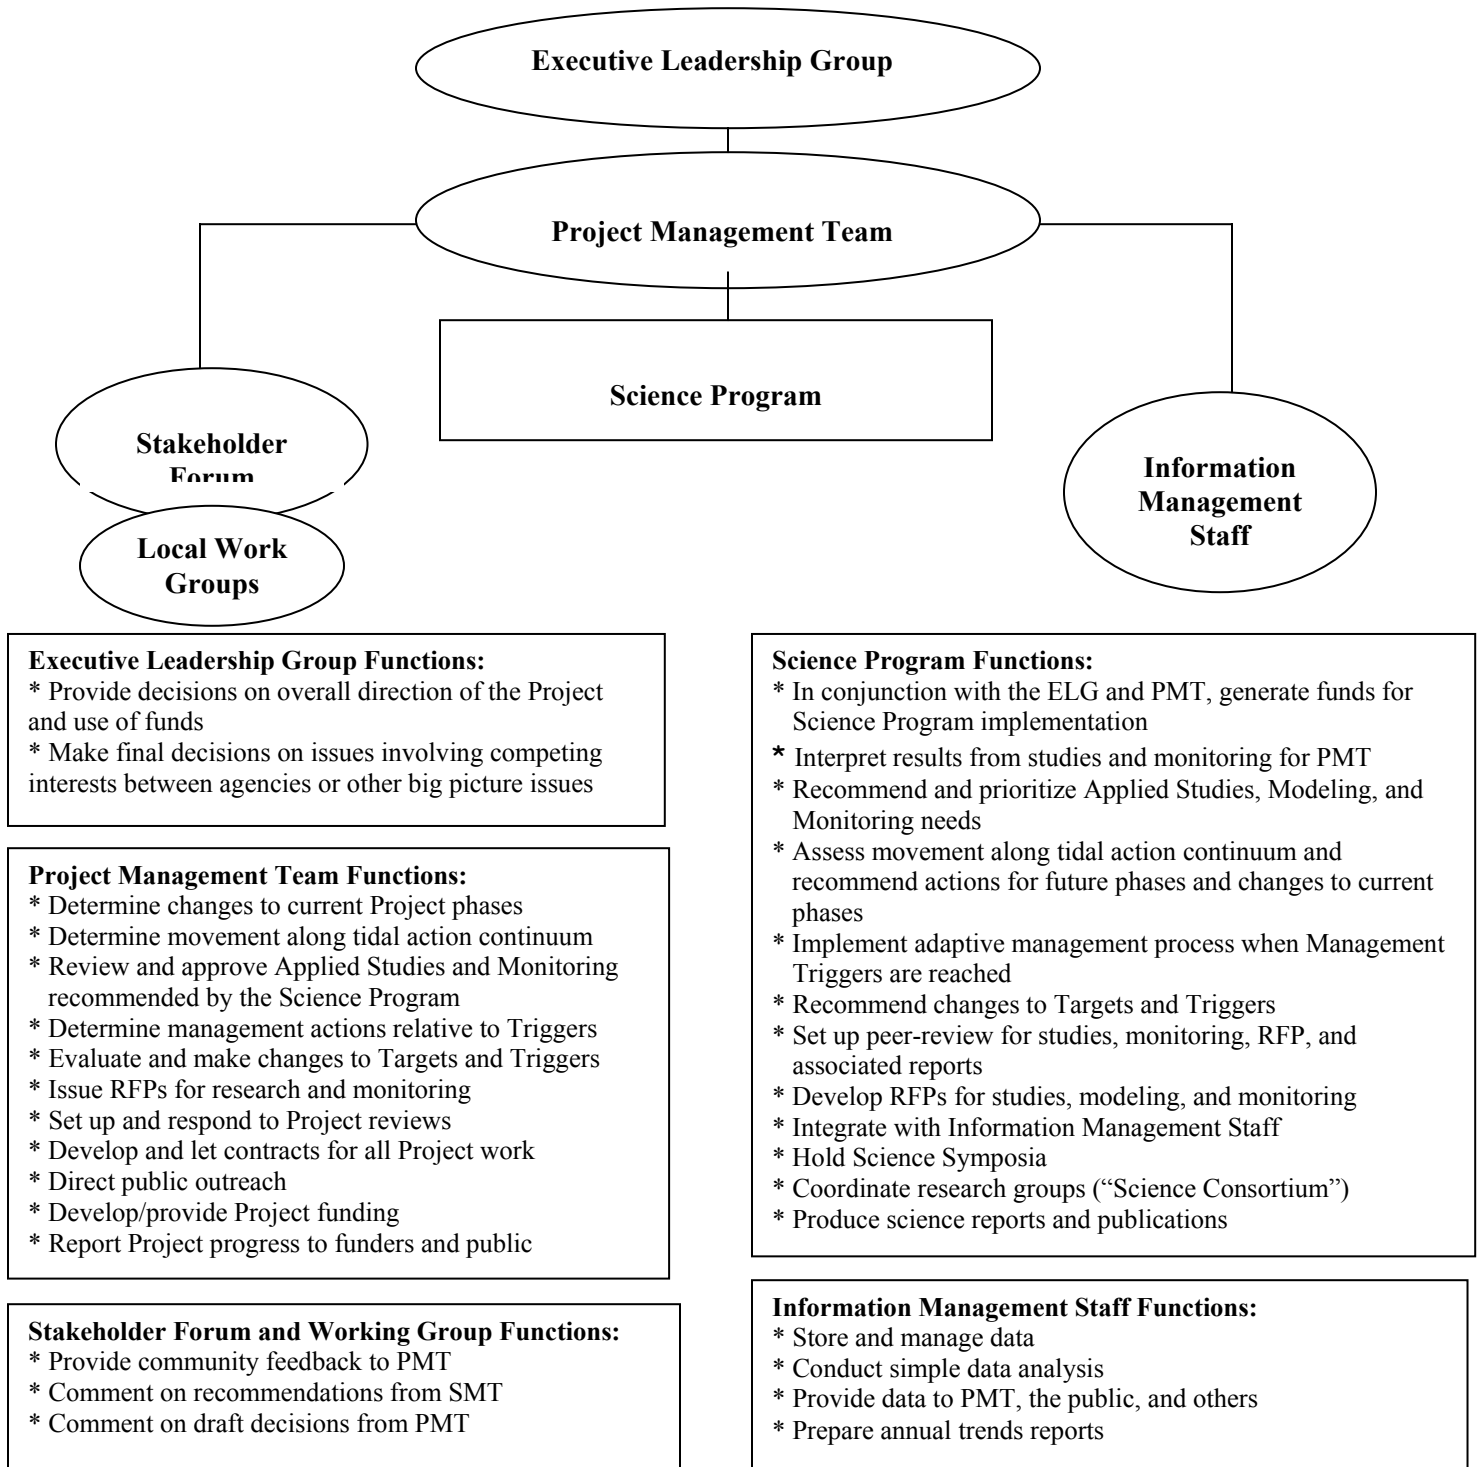 Executive Leadership Group
Project Management Team
Science Program
Stakeholder
Forum
Local Work
Groups
Information
Management
Staff
Executive Leadership Group Functions:
* Provide decisions on overall direction of the Project
and use of funds
* Make final decisions on issues involving competing
interests between agencies or other big picture issues
Project Management Team Functions:
* Determine changes to current Project phases
* Determine movement along tidal action continuum
* Review and approve Applied Studies and Monitoring
recommended by the Science Program
* Determine management actions relative to Triggers
* Evaluate and make changes to Targets and Triggers
* Issue RFPs for research and monitoring
* Set up and respond to Project reviews
* Develop and let contracts for all Project work
* Direct public outreach
* Develop/provide Project funding
* Report Project progress to funders and public
Stakeholder Forum and Working Group Functions:
* Provide community feedback to PMT
* Comment on recommendations from SMT
* Comment on draft decisions from PMT
Science Program Functions:
* In conjunction with the ELG and PMT, generate funds for
Science Program implementation
* Interpret results from studies and monitoring for PMT
* Recommend and prioritize Applied Studies, Modeling, and
Monitoring needs
* Assess movement along tidal action continuum and
recommend actions for future phases and changes to current
phases
* Implement adaptive management process when Management
Triggers are reached
* Recommend changes to Targets and Triggers
* Set up peer-review for studies, monitoring, RFP, and
associated reports
* Develop RFPs for studies, modeling, and monitoring
* Integrate with Information Management Staff
* Hold Science Symposia
* Coordinate research groups (“Science Consortium”)
* Produce science reports and publications
Information Management Staff Functions:
* Store and manage data
* Conduct simple data analysis
* Provide data to PMT, the public, and others
* Prepare annual trends reports